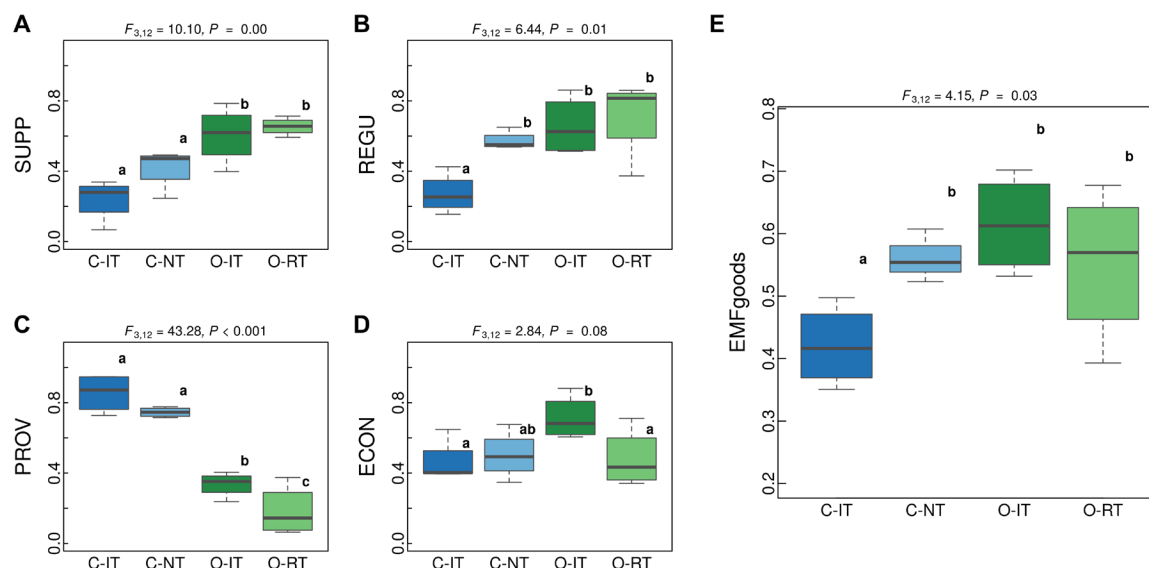 A
F3,12 = 10.10, P = 0.00
SUPP
0.8
0.4
0.0
a
a
b
b
C-IT C-NT O-IT O-RT
B
F3,12 = 6.44, P = 0.01
REGU
0.8
0.4
0.0
a
b
b
b
C-IT C-NT O-IT O-RT
C
F3,12 = 43.28, P < 0.001
PROV
0.8
0.4
0.0
a
a
b
c
C-IT C-NT O-IT O-RT
D
F3,12 = 2.84, P = 0.08
ECON
0.8
0.4
0.0
a
ab
b
a
C-IT C-NT O-IT O-RT
E
F3,12 = 4.15, P = 0.03
EMFgoods
0.8
0.7
0.6
0.5
0.4
0.3
0.2
a
b
b
b
C-IT C-NT O-IT O-RT